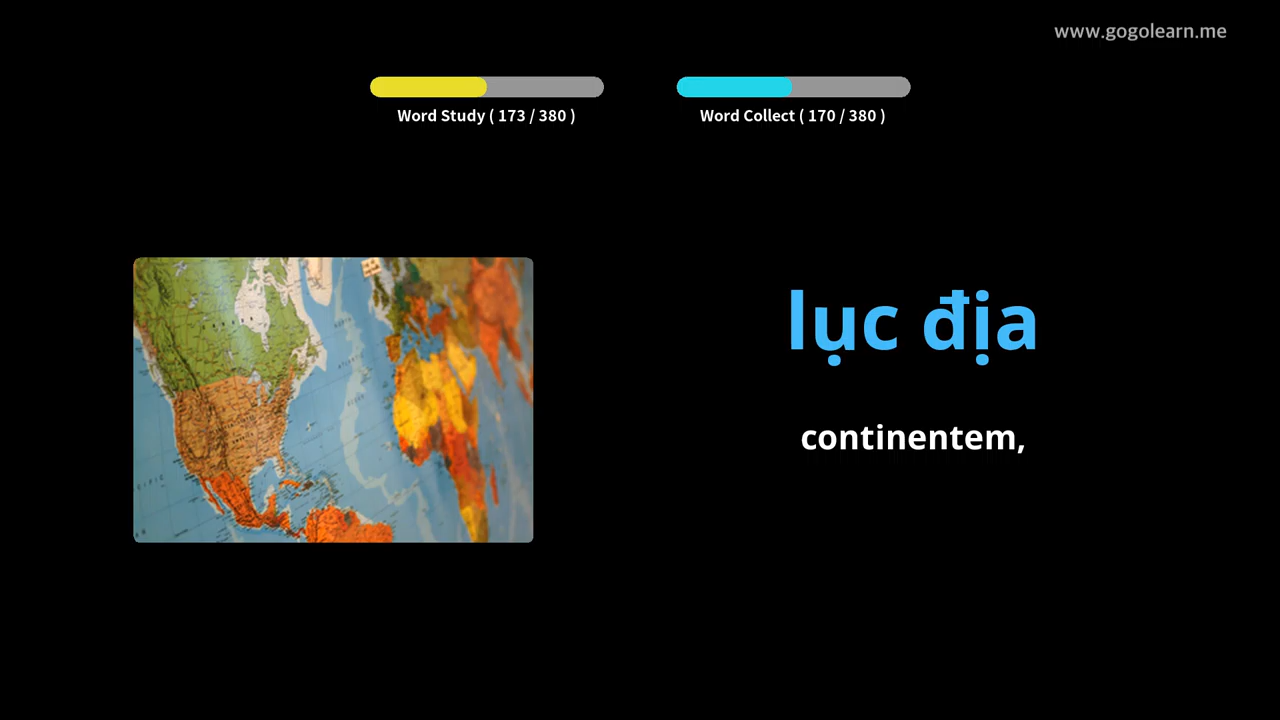 www.gogolearn.me
Word Study ( 173 / 380 )
Word Collect ( 170 / 380 )
lục địa
continentem,